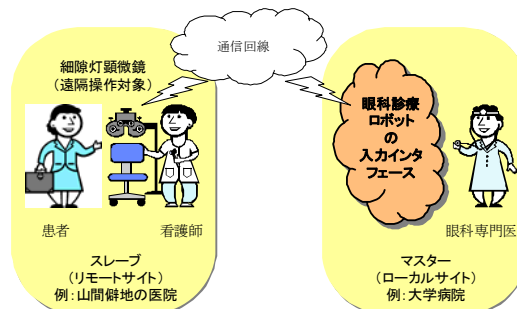 通信回線
細隙灯顕微鏡
（遠隔操作対象）
患者
看護師
スレーブ
（リモートサイト）
例：山間僻地の医院
眼科診療
ロボット
の
入力インタ
フェース
眼科専門医
マスター
（ローカルサイト）
例：大学病院